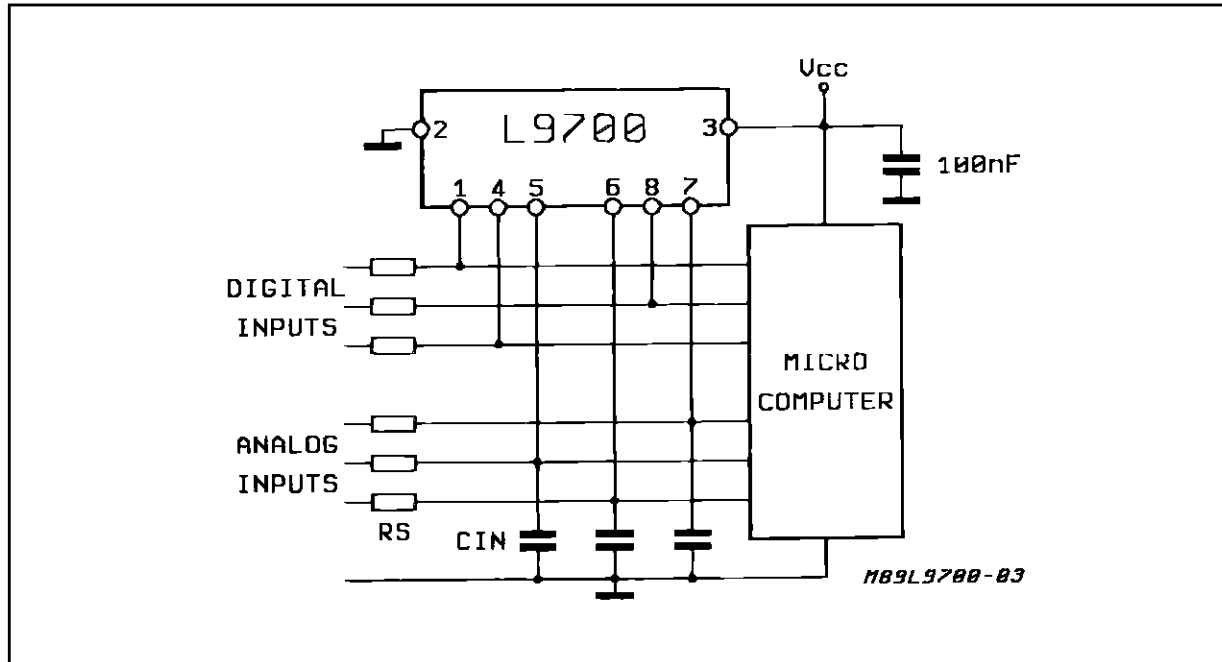 Vcc
2 L9700 3
100nF
1 4 5 6 8 7
DIGITAL
INPUTS
MICRO
COMPUTER
ANALOG
INPUTS
RS
CIN
M89L9700-03